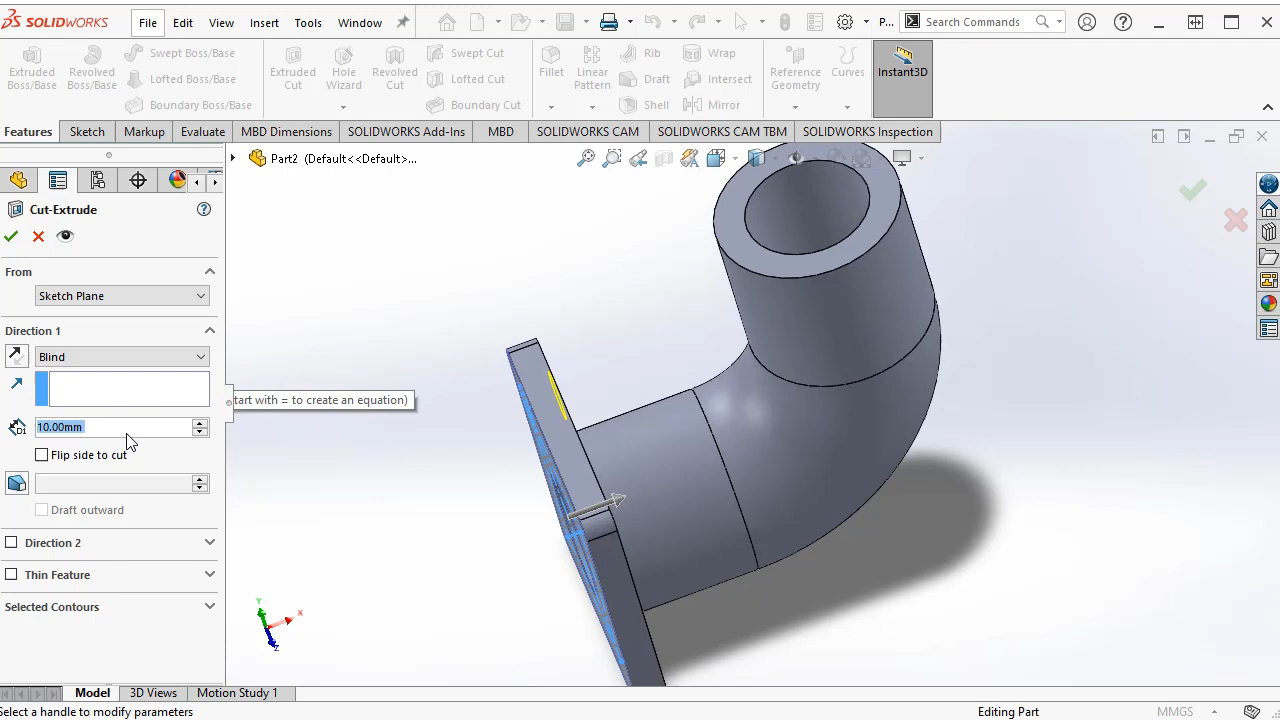 SOLIDWORKS File Edit View Insert Tools Window P... Search Commands
Extruded Boss/Base
Revolved Boss/Base
Swept Boss/Base
Lofted Boss/Base
Boundary Boss/Base
Extruded Cut
Hole Wizard
Revolved Cut
Swept Cut
Lofted Cut
Boundary Cut
Fillet
Linear Pattern
Rib
Draft
Shell
Wrap
Intersect
Mirror
Reference Geometry
Curves
Instant3D
Features Sketch Markup Evaluate MBD Dimensions SOLIDWORKS Add-Ins MBD SOLIDWORKS CAM SOLIDWORKS CAM TBM SOLIDWORKS Inspection
Part2 (Default<<Default>...
Cut-Extrude
From
Sketch Plane
Direction 1
Blind
tart with = to create an equation)
D1 10.00mm
Flip side to cut
Draft outward
Direction 2
Thin Feature
Selected Contours
Y
X
Z
Model 3D Views Motion Study 1
Select a handle to modify parameters Editing Part MMGS